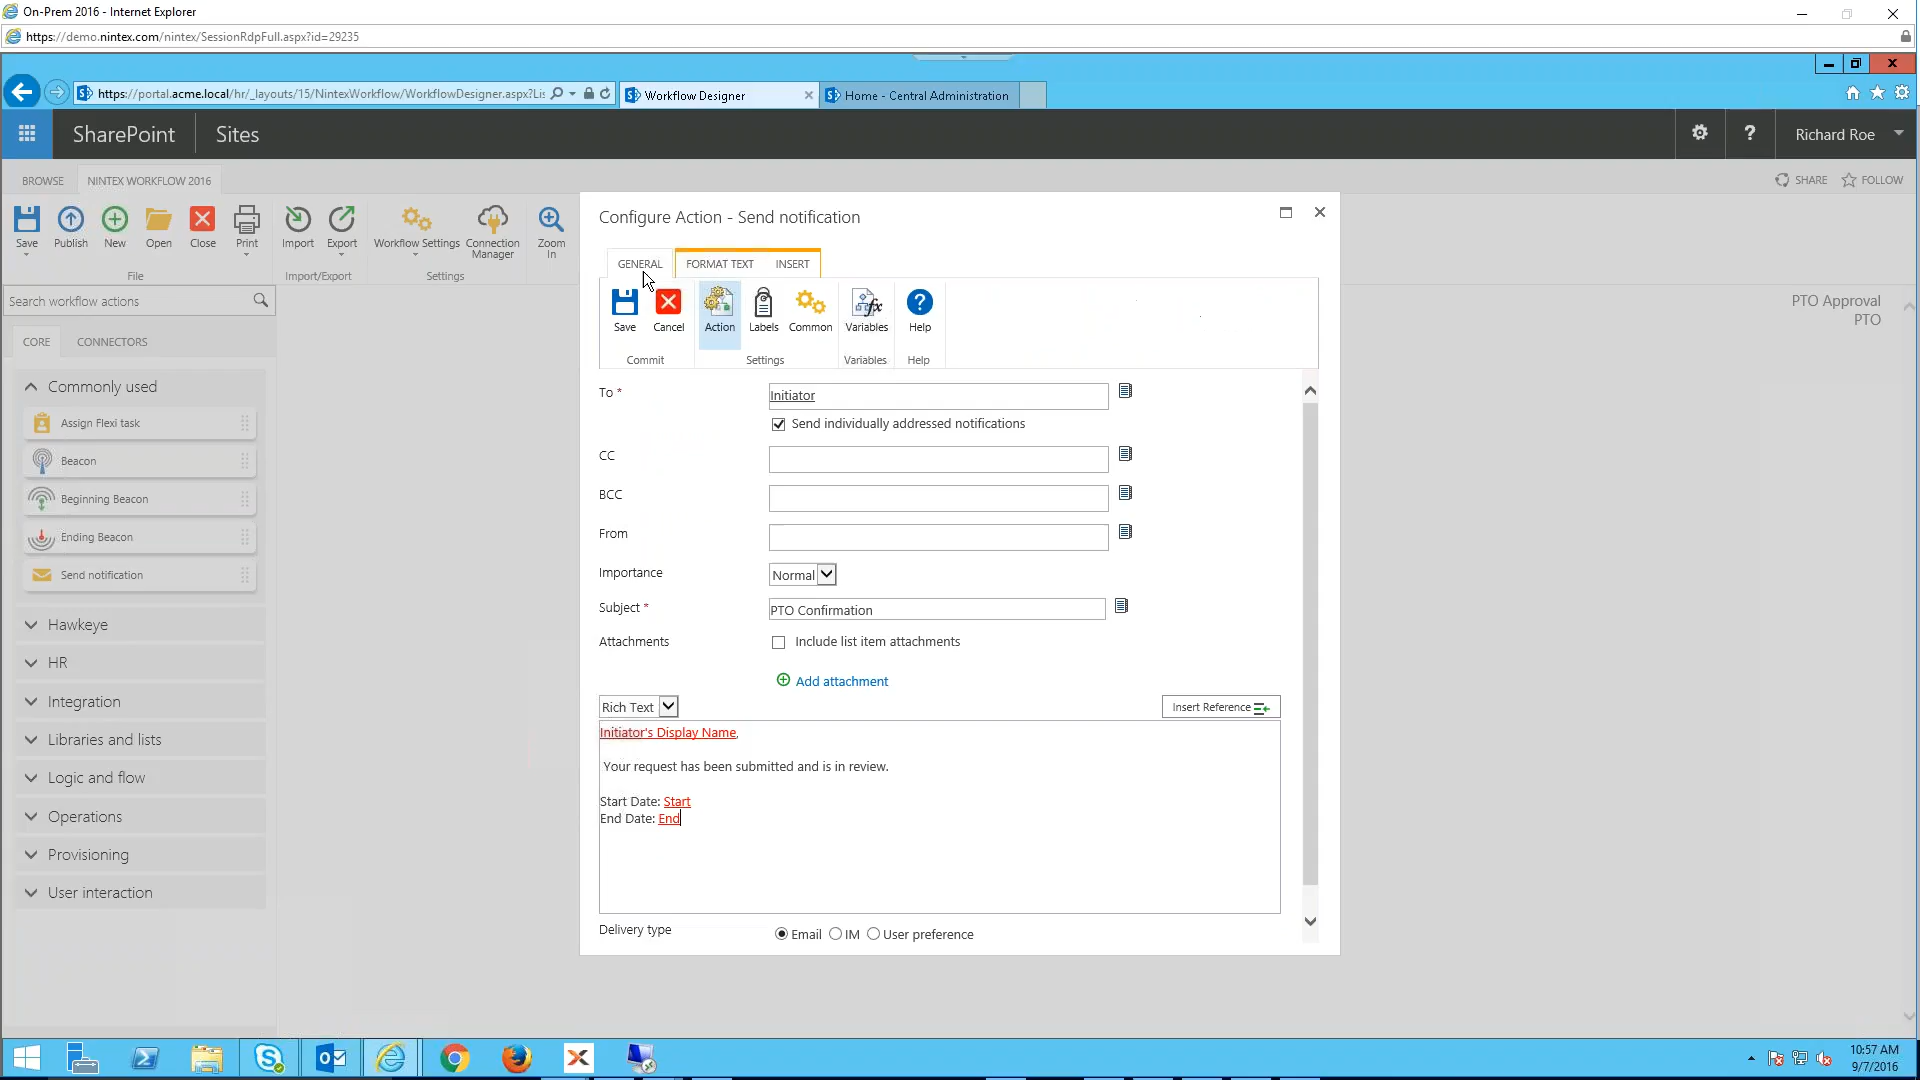 On-Prem 2016 - Internet Explorer
https://demo.nintex.com/nintex/SessionRdpFull.aspx?id=29235
https://portal.acme.local/hr/_layouts/15/NintexWorkflow/WorkflowDesigner.aspx?Lis
Workflow Designer
Home - Central Administration
SharePoint
Sites
?
Richard Roe
BROWSE
NINTEX WORKFLOW 2016
SHARE
FOLLOW
Save
Publish
New
Open
Close
Print
Import
Export
Workflow Settings
Connection Manager
Zoom In
File
Import/Export
Settings
Search workflow actions
CORE
CONNECTORS
Commonly used
Assign Flexi task
Beacon
Beginning Beacon
Ending Beacon
Send notification
Hawkeye
HR
Integration
Libraries and lists
Logic and flow
Operations
Provisioning
User interaction
PTO Approval
PTO
Configure Action - Send notification
GENERAL
FORMAT TEXT
INSERT
Save
Cancel
Action
Labels
Common
Variables
Help
Commit
Settings
Variables
Help
To *
Initiator
Send individually addressed notifications
CC
BCC
From
Importance
Normal
Subject *
PTO Confirmation
Attachments
Include list item attachments
Add attachment
Rich Text
Insert Reference
Initiator's Display Name,
Your request has been submitted and is in review.
Start Date: Start
End Date: End
Delivery type
Email
IM
User preference
10:57 AM
9/7/2016